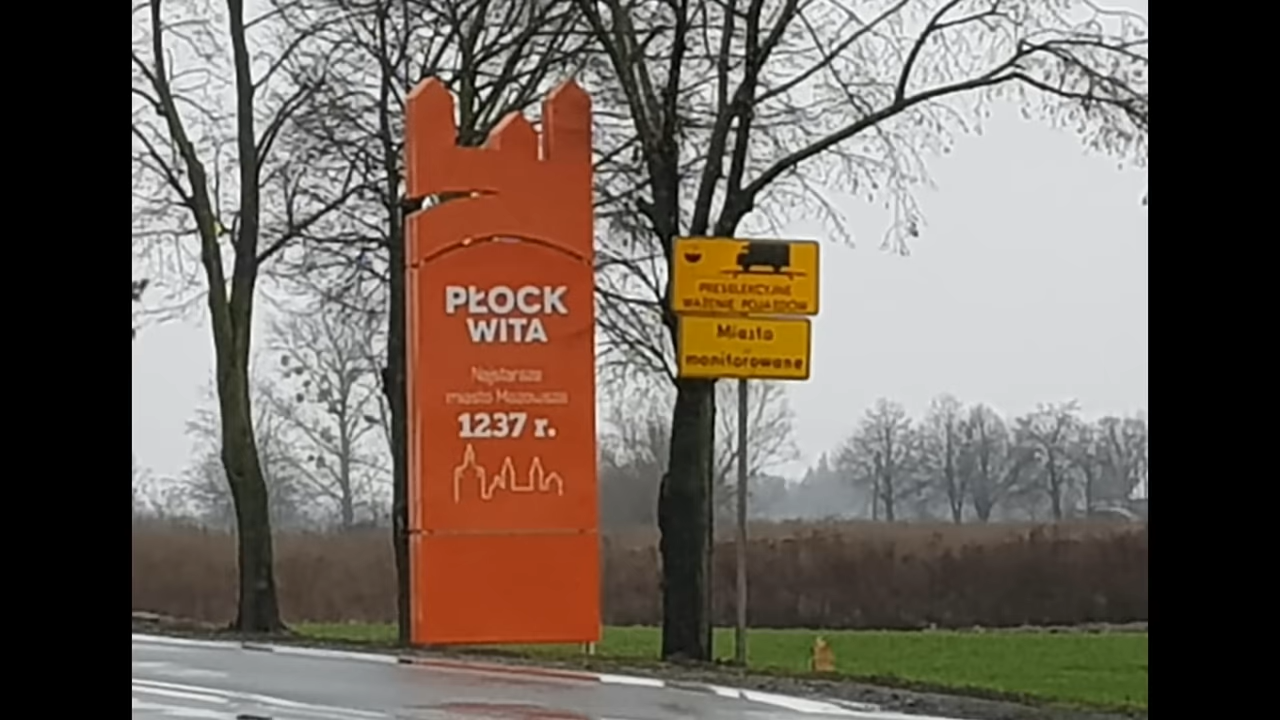 PŁOCK
WITA
Najstarsze
miasto Mazowsza
1237 r.
PRESELEKCYJNE
WAŻENIE POJAZDÓW
Miasto
monitorowane